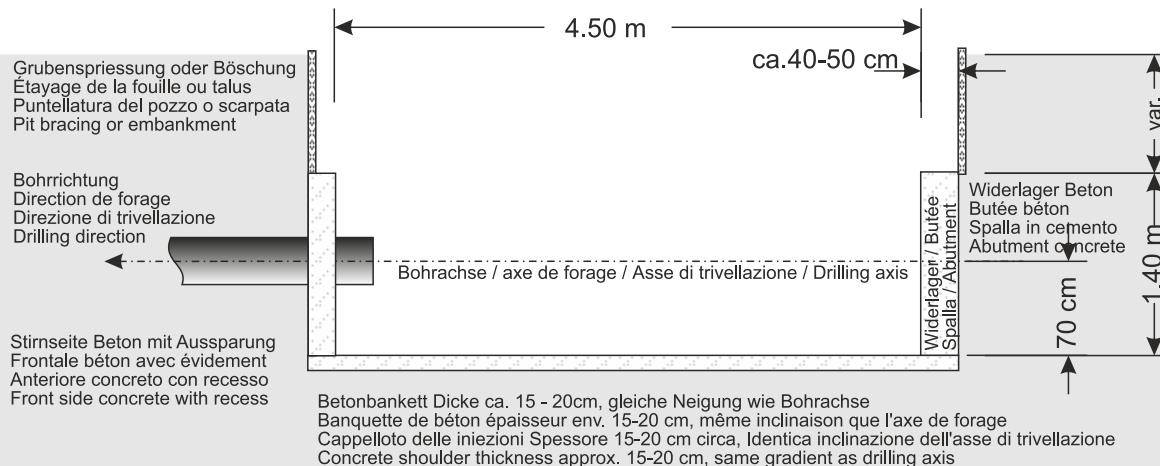 4.50 m
ca.40-50 cm
Grubenspriessung oder Böschung
Étayage de la fouille ou talus
Puntellatura del pozzo o scarpata
Pit bracing or embankment
var.
Bohrrichtung
Direction de forage
Direzione di trivellazione
Drilling direction
Widerlager Beton
Butée béton
Spalla in cemento
Abutment concrete
Widerlager / Butée
Spalla / Abutment
1.40 m
Bohrachse / axe de forage / Asse di trivellazione / Drilling axis
70 cm
Stirnseite Beton mit Aussparung
Frontale béton avec évidement
Anteriore concreto con recesso
Front side concrete with recess
Betonbankett Dicke ca. 15 - 20cm, gleiche Neigung wie Bohrachse
Banquette de béton épaisseur env. 15-20 cm, même inclinaison que l'axe de forage
Cappelloto delle iniezioni Spessore 15-20 cm circa, Identica inclinazione dell'asse di trivellazione
Concrete shoulder thickness approx. 15-20 cm, same gradient as drilling axis